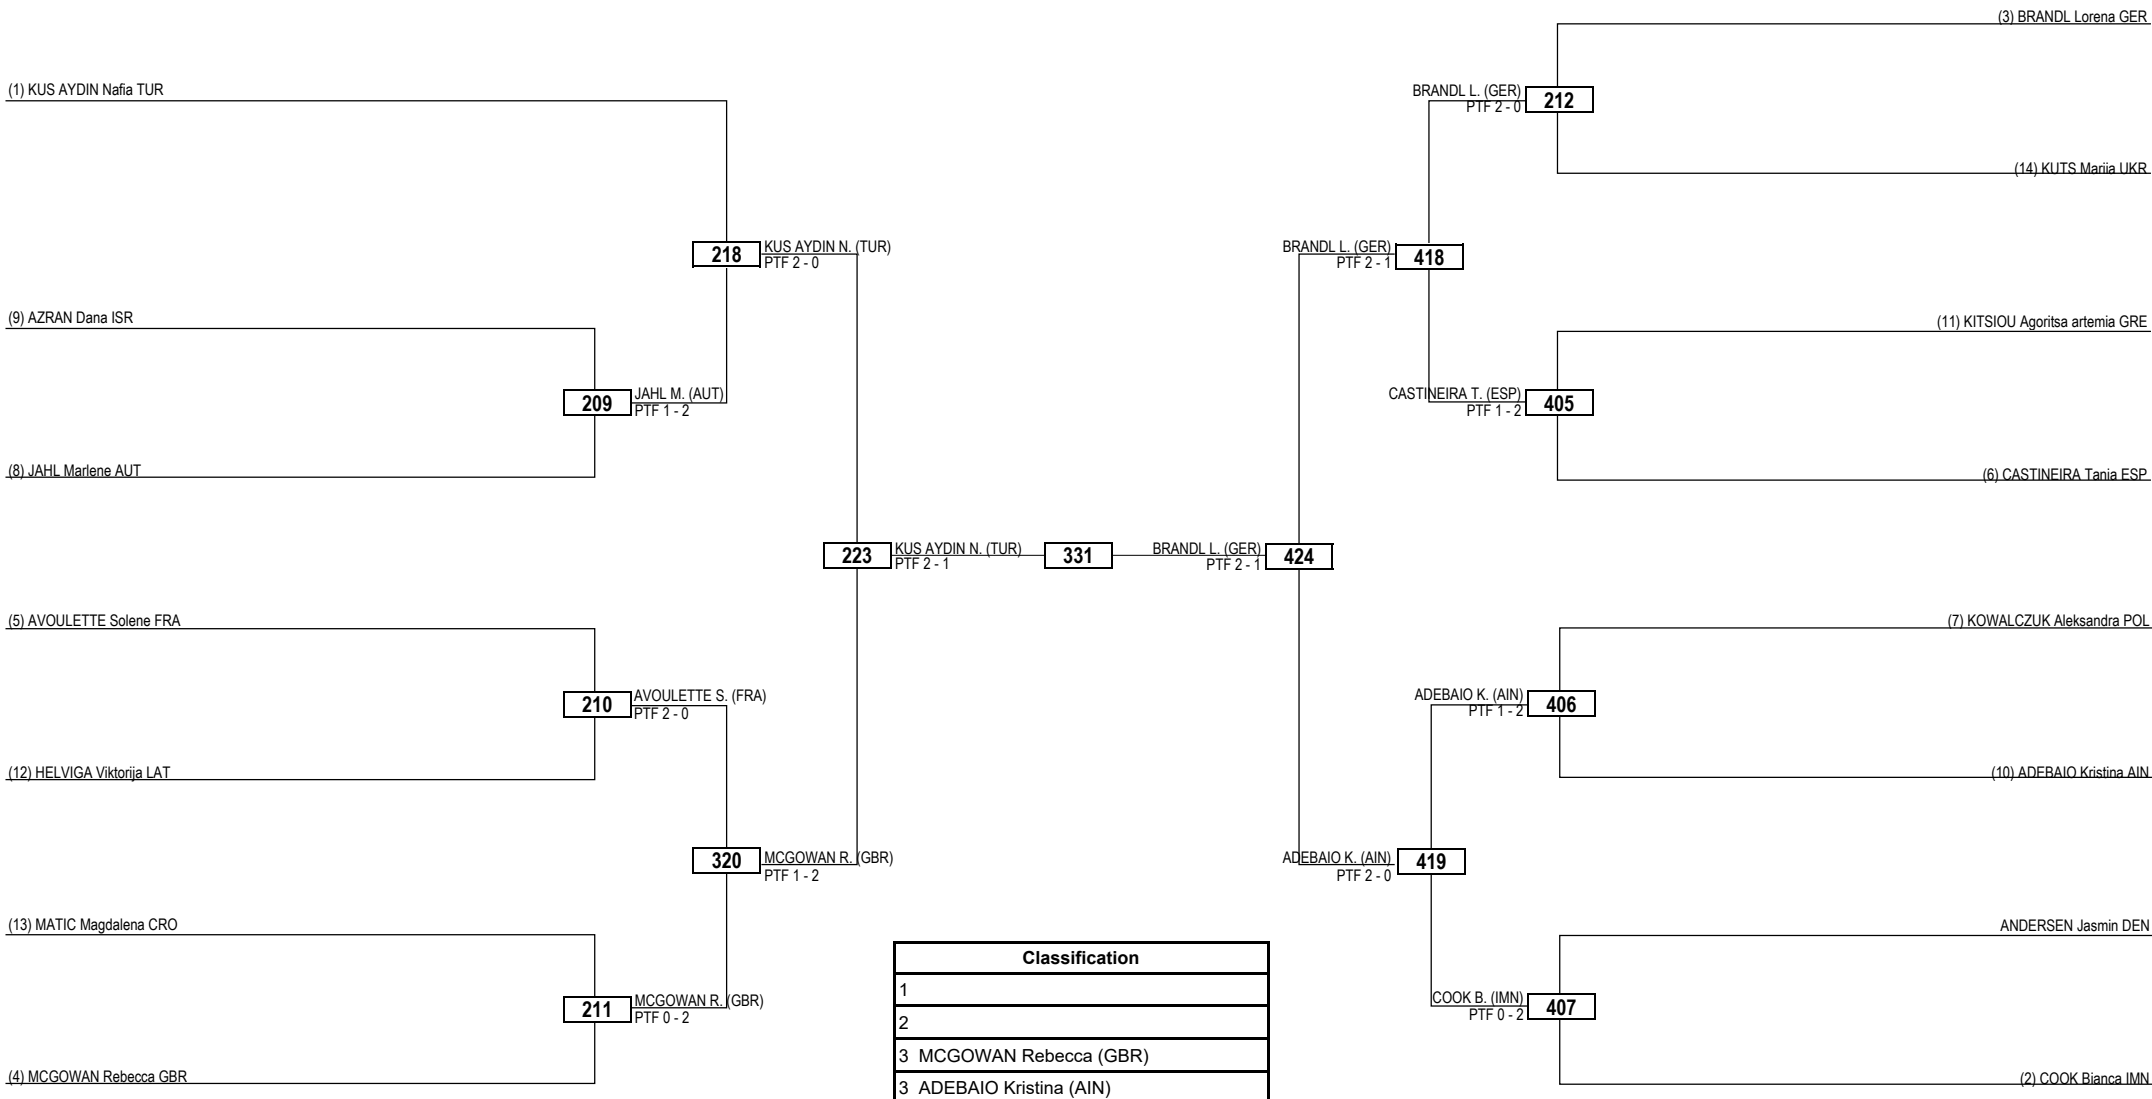 (3) BRANDL Lorena GER
(1) KUS AYDIN Nafia TUR
BRANDL L. (GER)
PTF 2 - 0
212
(14) KUTS Mariia UKR
218
KUS AYDIN N. (TUR)
PTF 2 - 0
BRANDL L. (GER)
PTF 2 - 1
418
(9) AZRAN Dana ISR
(11) KITSIOU Agoritsa artemia GRE
209
JAHL M. (AUT)
PTF 1 - 2
CASTINEIRA T. (ESP)
PTF 1 - 2
405
(8) JAHL Marlene AUT
(6) CASTINEIRA Tania ESP
223
KUS AYDIN N. (TUR)
PTF 2 - 1
331
BRANDL L. (GER)
PTF 2 - 1
424
(5) AVOULETTE Solene FRA
(7) KOWALCZUK Aleksandra POL
210
AVOULETTE S. (FRA)
PTF 2 - 0
ADEBAIO K. (AIN)
PTF 1 - 2
406
(12) HELVIGA Viktorija LAT
(10) ADEBAIO Kristina AIN
320
MCGOWAN R. (GBR)
PTF 1 - 2
ADEBAIO K. (AIN)
PTF 2 - 0
419
(13) MATIC Magdalena CRO
ANDERSEN Jasmin DEN
211
MCGOWAN R. (GBR)
PTF 0 - 2
COOK B. (IMN)
PTF 0 - 2
407
(4) MCGOWAN Rebecca GBR
(2) COOK Bianca IMN
Classification
1
2
3 MCGOWAN Rebecca (GBR)
3 ADEBAIO Kristina (AIN)